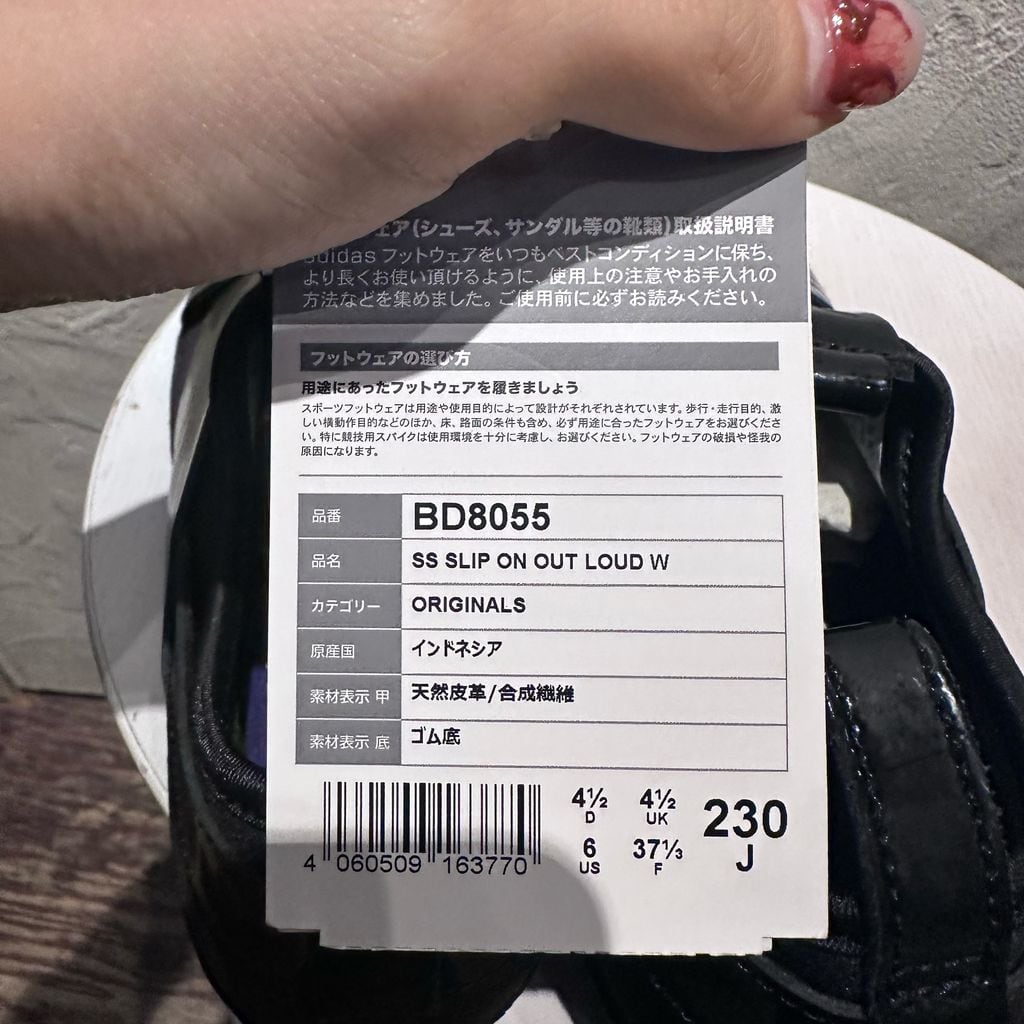 ェア(シューズ、サンダル等の靴類)取扱説明書
adidas フットウェアをいつもベストコンディションに保ち、
より長くお使い頂けるように、使用上の注意やお手入れの
方法などを集めました。ご使用前に必ずお読みください。
フットウェアの選び方
用途にあったフットウェアを履きましょう
スポーツフットウェアは用途や使用目的によって設計がそれぞれされています。歩行・走行目的、激
しい横動作目的などのほか、床、路面の条件も含め、必ず用途に合ったフットウェアをお選びくださ
い。特に競技用スパイクは使用環境を十分に考慮し、お選びください。フットウェアの破損や怪我の
原因になります。
品番 BD8055
品名 SS SLIP ON OUT LOUD W
カテゴリー ORIGINALS
原産国 インドネシア
素材表示 甲 天然皮革/合成繊維
素材表示 底 ゴム底
4½ D 4½ UK 230 J
6 US 37⅓ F
4 060509 163770